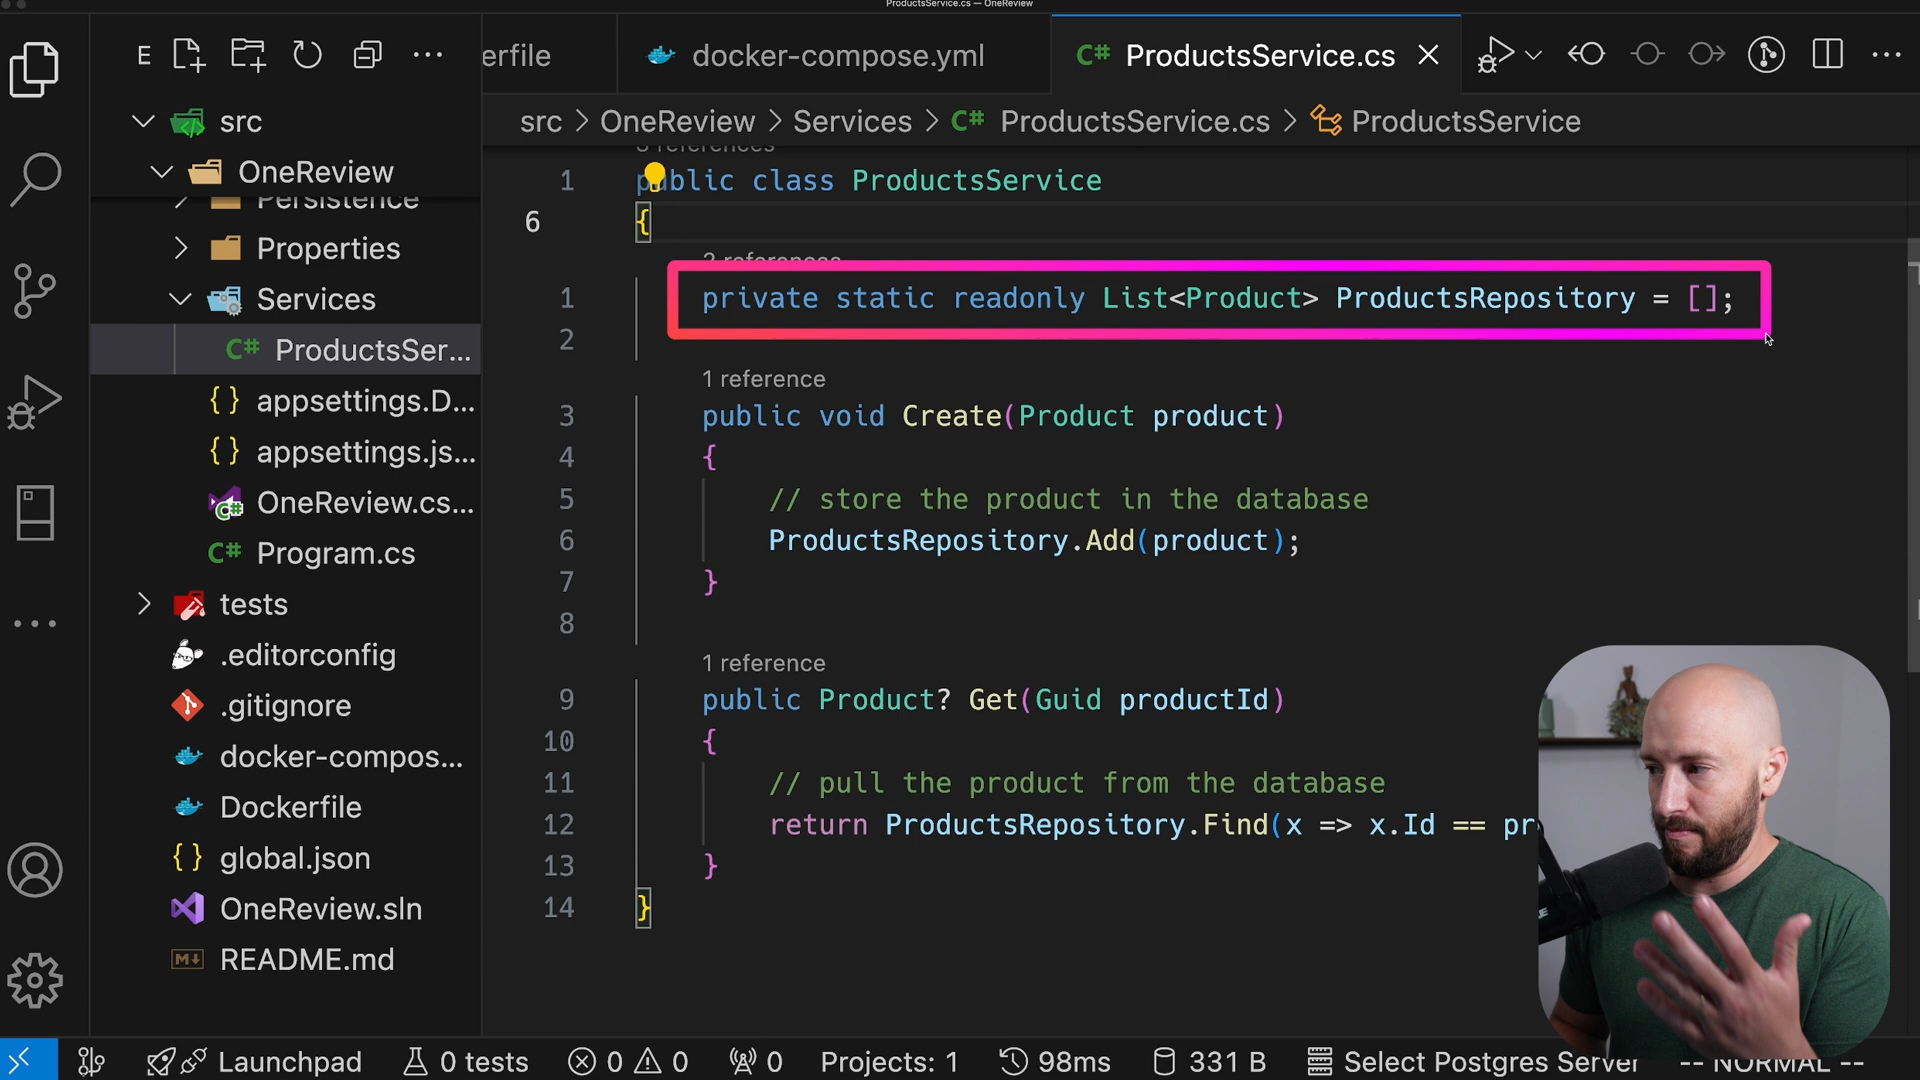 ProductsService.cs — OneReview
E
erfile
docker-compose.yml
C# ProductsService.cs
src > OneReview > Services > C# ProductsService.cs > ProductsService
src
OneReview
Persistence
Properties
Services
C# ProductsSer...
{} appsettings.D...
{} appsettings.js...
OneReview.cs...
C# Program.cs
tests
.editorconfig
.gitignore
docker-compos...
Dockerfile
{} global.json
OneReview.sln
README.md
references
1 public class ProductsService
6 {
2 references
1 private static readonly List<Product> ProductsRepository = [];
2
1 reference
3 public void Create(Product product)
4 {
5 // store the product in the database
6 ProductsRepository.Add(product);
7 }
8
1 reference
9 public Product? Get(Guid productId)
10 {
11 // pull the product from the database
12 return ProductsRepository.Find(x => x.Id == pr
13 }
14 }
Launchpad 0 tests 0 0 0 Projects: 1 98ms 331 B Select Postgres Server -- NORMAL --